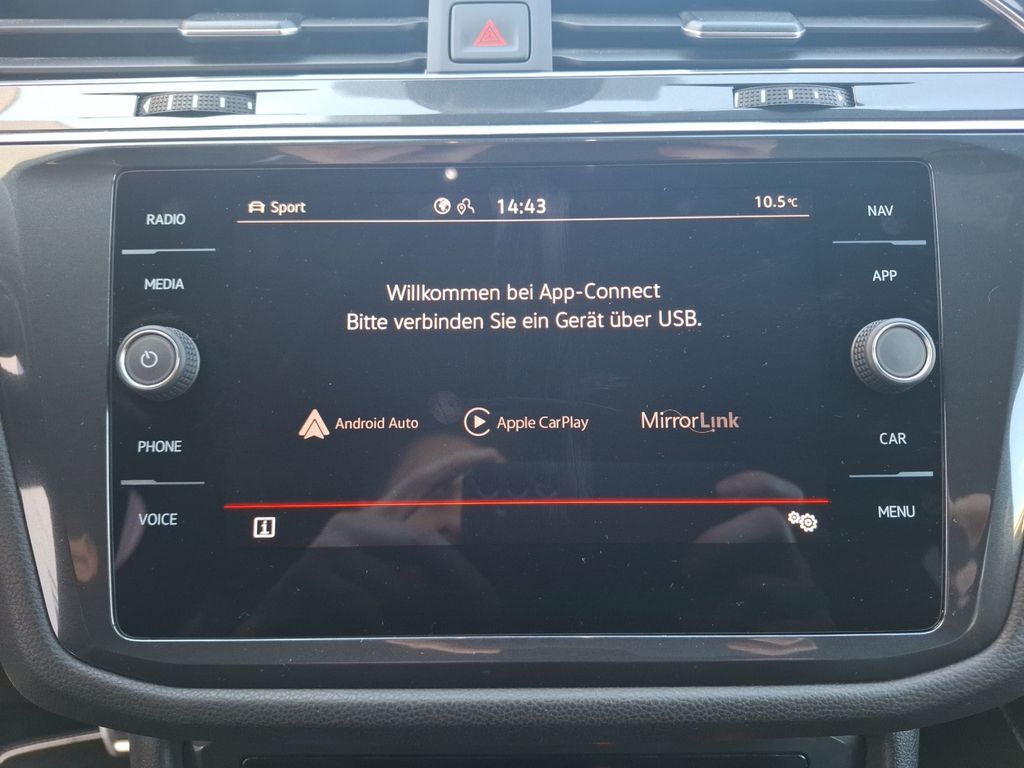 Sport 14:43 10.5°C
RADIO
MEDIA
PHONE
VOICE
Willkommen bei App-Connect
Bitte verbinden Sie ein Gerät über USB.
Android Auto Apple CarPlay MirrorLink
i
NAV
APP
CAR
MENU